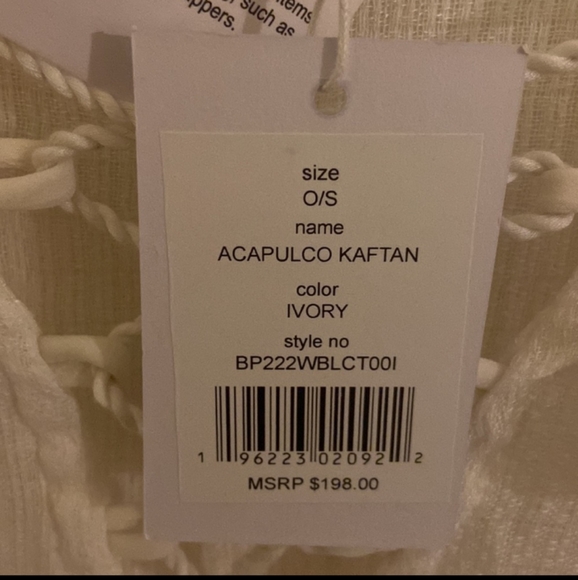 items
such as
ppers.
size
O/S
name
ACAPULCO KAFTAN
color
IVORY
style no
BP222WBLCT00I
1 96223 02092 2
MSRP $198.00